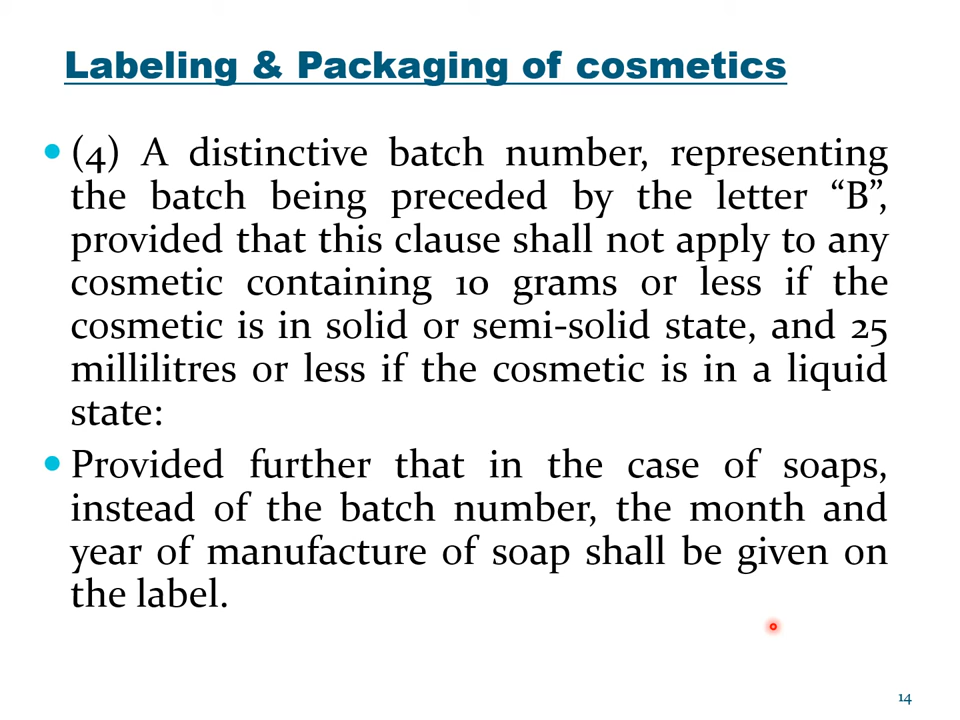 Labeling & Packaging of cosmetics
• (4) A distinctive batch number, representing
the batch being preceded by the letter “B”,
provided that this clause shall not apply to any
cosmetic containing 10 grams or less if the
cosmetic is in solid or semi-solid state, and 25
millilitres or less if the cosmetic is in a liquid
state:
• Provided further that in the case of soaps,
instead of the batch number, the month and
year of manufacture of soap shall be given on
the label.
14